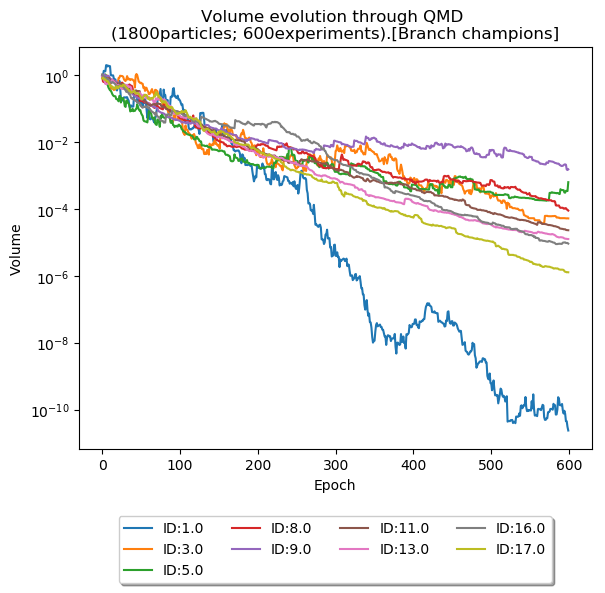 Volume evolution through QMD
(1800particles; 600experiments).[Branch champions]
Volume
10^0
10^-2
10^-4
10^-6
10^-8
10^-10
0 100 200 300 400 500 600
Epoch
ID:1.0 ID:8.0 ID:11.0 ID:16.0
ID:3.0 ID:9.0 ID:13.0 ID:17.0
ID:5.0